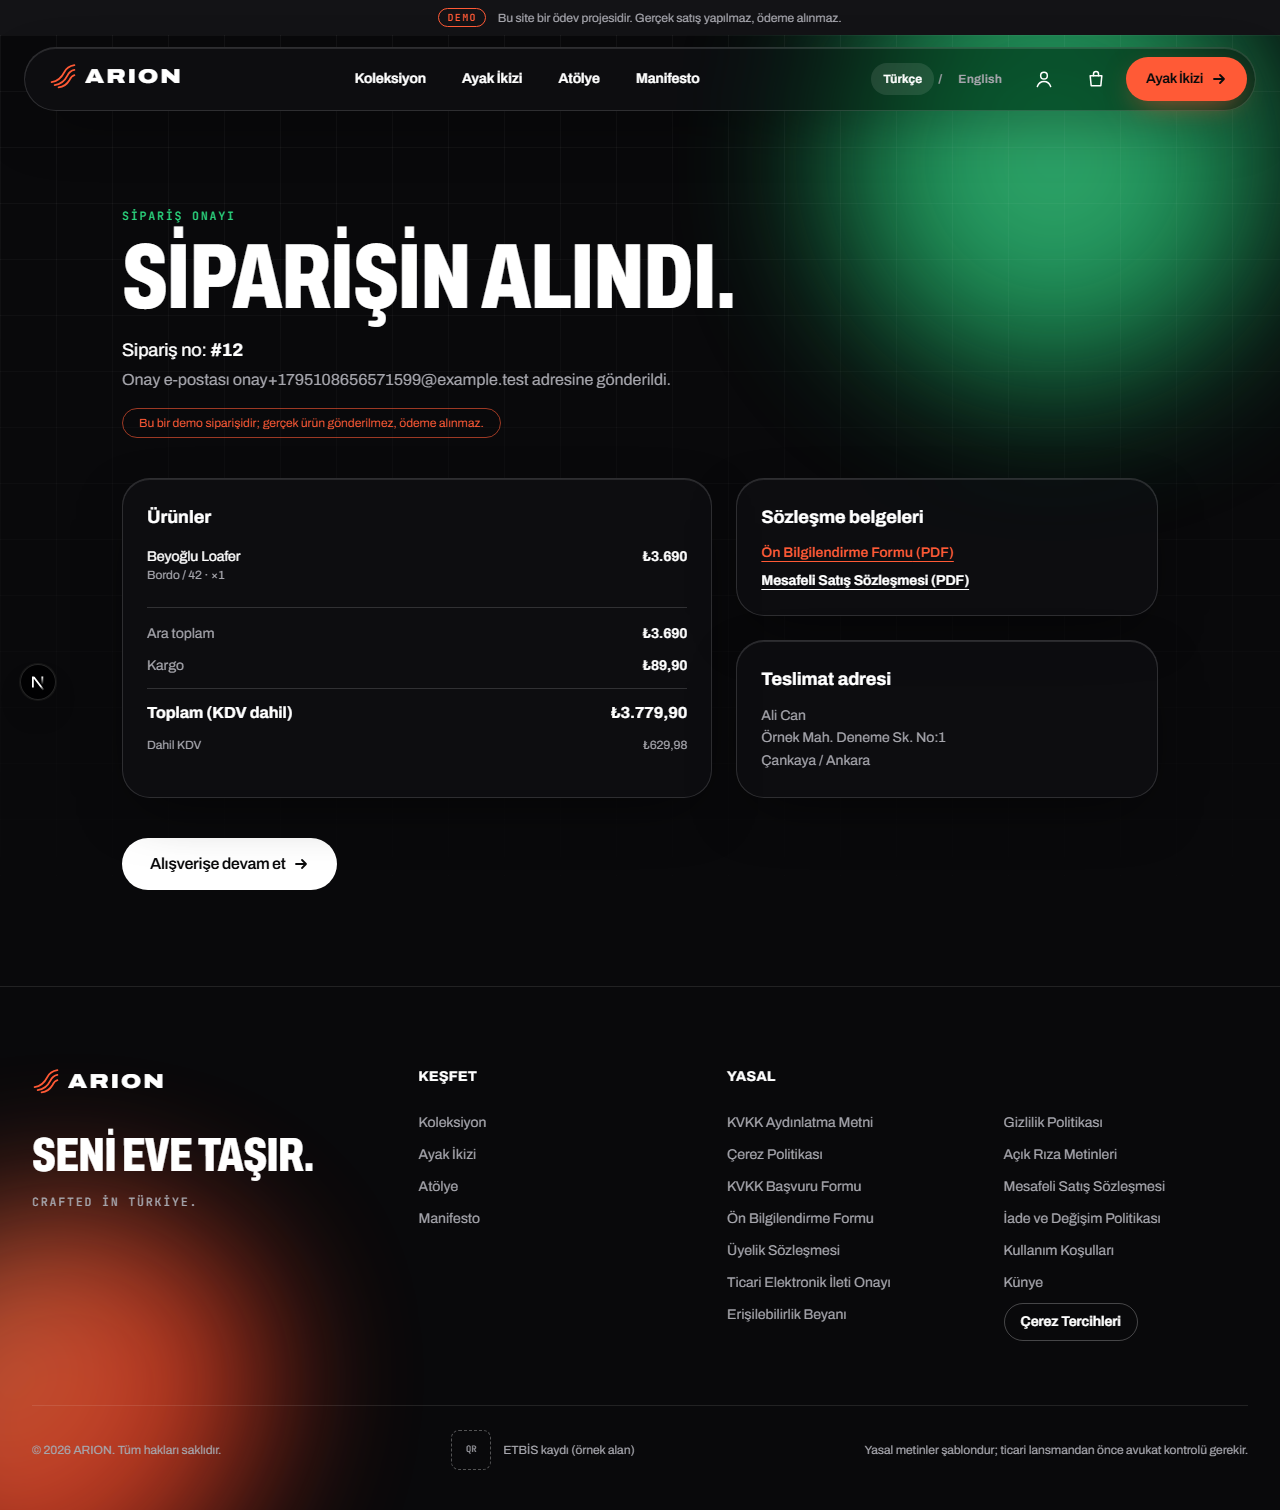 DEMO Bu site bir ödev projesidir. Gerçek satış yapılmaz, ödeme alınmaz.
ARION Koleksiyon Ayak İkizi Atölye Manifesto Türkçe / English Ayak İkizi →
SİPARİŞ ONAYI
SİPARİŞİN ALINDI.
Sipariş no: #12
Onay e-postası onay+1795108656571599@example.test adresine gönderildi.
Bu bir demo siparişidir; gerçek ürün gönderilmez, ödeme alınmaz.
Ürünler
Beyoğlu Loafer ₺3.690
Bordo / 42 · ×1
Ara toplam ₺3.690
Kargo ₺89,90
Toplam (KDV dahil) ₺3.779,90
Dahil KDV ₺629,98
Sözleşme belgeleri
Ön Bilgilendirme Formu (PDF)
Mesafeli Satış Sözleşmesi (PDF)
Teslimat adresi
Ali Can
Örnek Mah. Deneme Sk. No:1
Çankaya / Ankara
N
Alışverişe devam et →
ARION
SENİ EVE TAŞIR.
CRAFTED İN TÜRKİYE.
KEŞFET
Koleksiyon
Ayak İkizi
Atölye
Manifesto
YASAL
KVKK Aydınlatma Metni
Çerez Politikası
KVKK Başvuru Formu
Ön Bilgilendirme Formu
Üyelik Sözleşmesi
Ticari Elektronik İleti Onayı
Erişilebilirlik Beyanı
Gizlilik Politikası
Açık Rıza Metinleri
Mesafeli Satış Sözleşmesi
İade ve Değişim Politikası
Kullanım Koşulları
Künye
Çerez Tercihleri
© 2026 ARION. Tüm hakları saklıdır.
QR ETBİS kaydı (örnek alan)
Yasal metinler şablondur; ticari lansmandan önce avukat kontrolü gerekir.